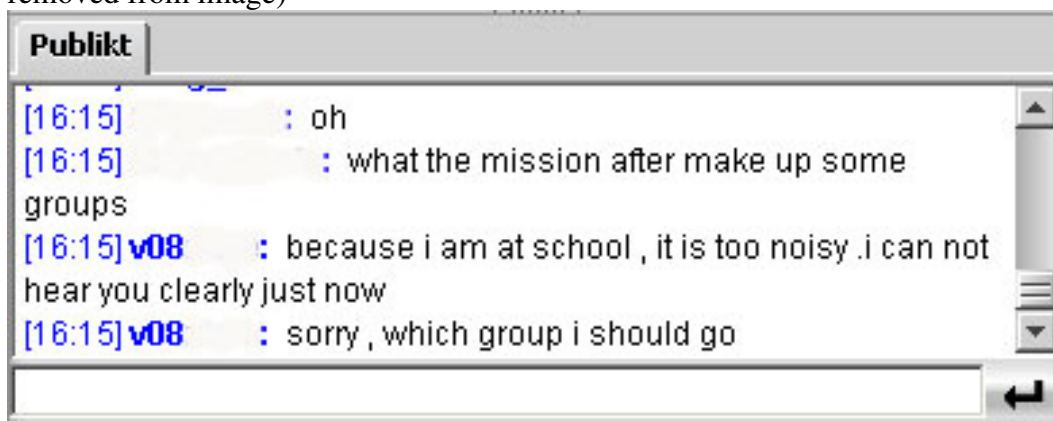 removed from image)
Publikt
[16:15] : oh
[16:15] : what the mission after make up some
groups
[16:15] v08 : because i am at school , it is too noisy .i can not
hear you clearly just now
[16:15] v08 : sorry , which group i should go